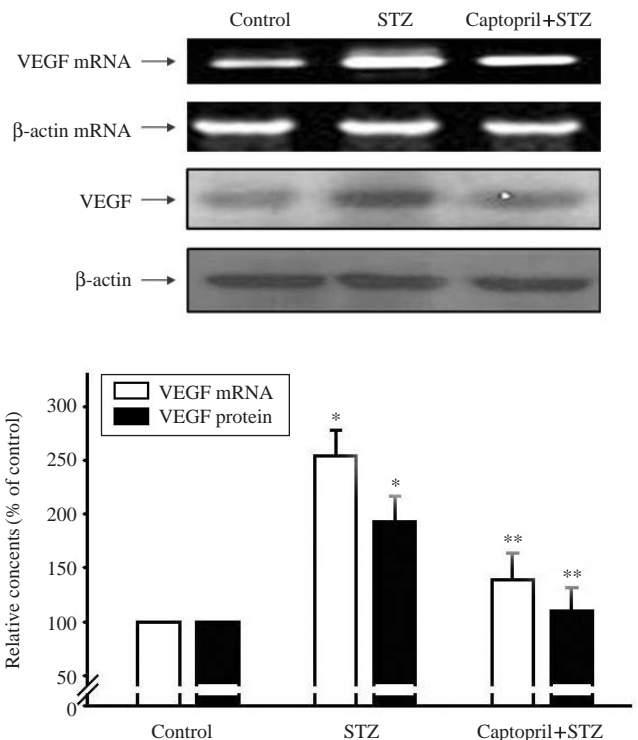 Control STZ Captopril+STZ
VEGF mRNA
β-actin mRNA
VEGF
β-actin
VEGF mRNA
VEGF protein
Relative concents (% of control)
300
250
200
150
100
50
0
*
*
**
**
Control STZ Captopril+STZ